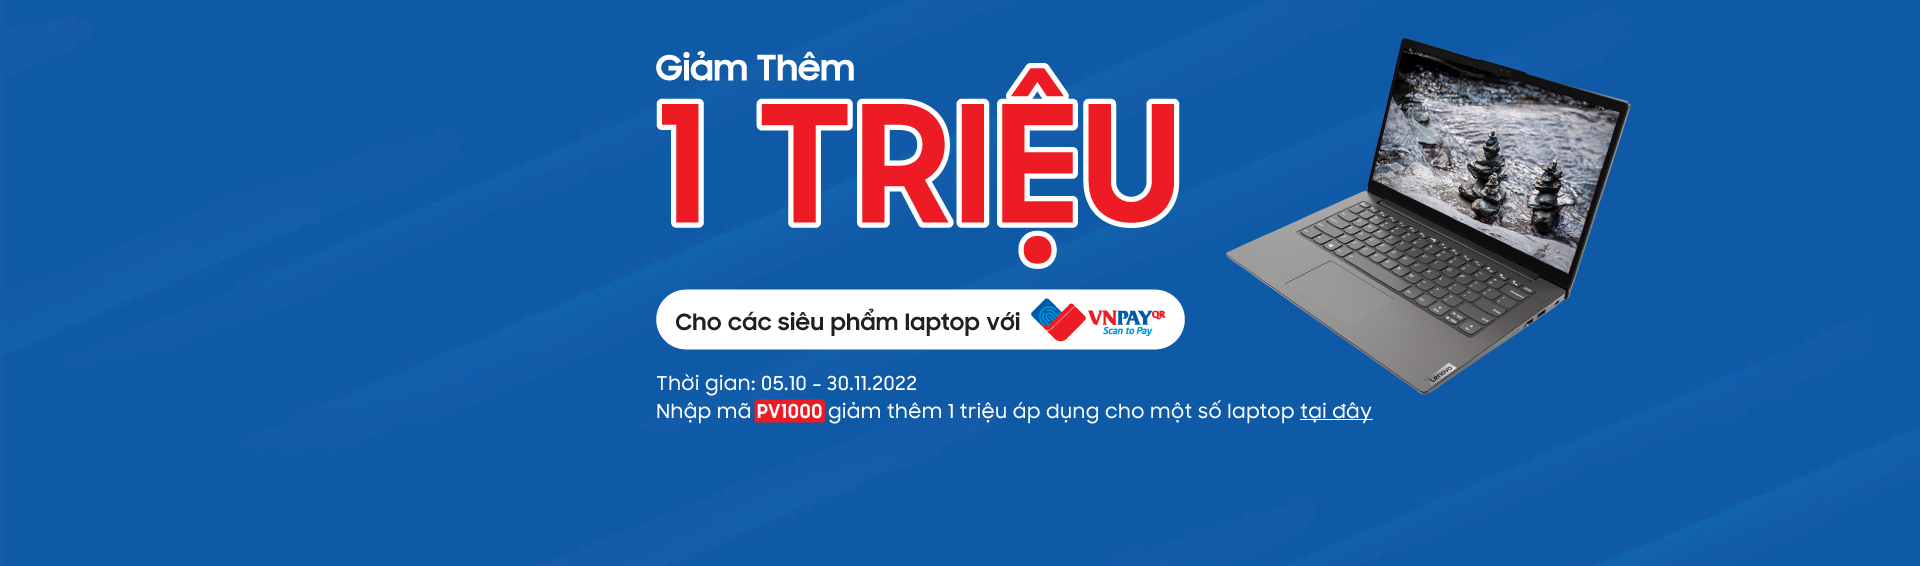 Giảm Thêm
1 TRIỆU
Cho các siêu phẩm laptop với VNPAYQR
Scan to Pay
Thời gian: 05.10 - 30.11.2022
Nhập mã PV1000 giảm thêm 1 triệu áp dụng cho một số laptop tại đây
Lenovo